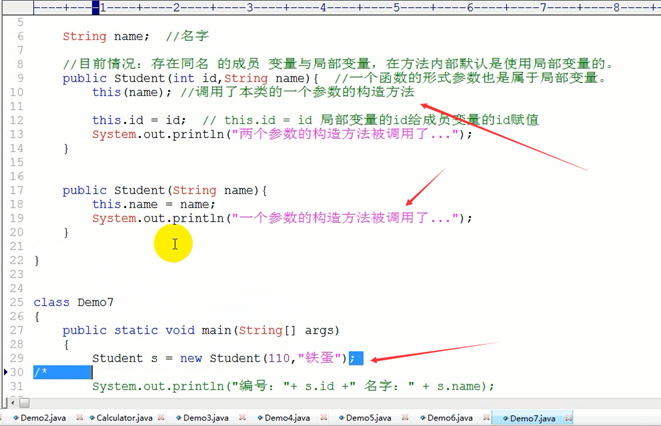 ----+----1----+----2----+----3----+----4----+----5----+----6----+----7----+----8----+-
5
6 String name; //名字
7
8 //目前情况：存在同名 的成员 变量与局部变量，在方法内部默认是使用局部变量的。
9 public Student(int id,String name){ //一个函数的形式参数也是属于局部变量。
10 this(name); //调用了本类的一个参数的构造方法
11
12 this.id = id; // this.id = id 局部变量的id给成员变量的id赋值
13 System.out.println("两个参数的构造方法被调用了...");
14 }
15
16
17 public Student(String name){
18 this.name = name;
19 System.out.println("一个参数的构造方法被调用了...");
20 }
21
22 }
23
24
25 class Demo7
26 {
27 public static void main(String[] args)
28 {
29 Student s = new Student(110,"铁蛋");
30 /*
31 System.out.println("编号："+ s.id +" 名字：" + s.name);
Demo2.java Calculator.java Demo3.java Demo4.java Demo5.java Demo6.java Demo7.java